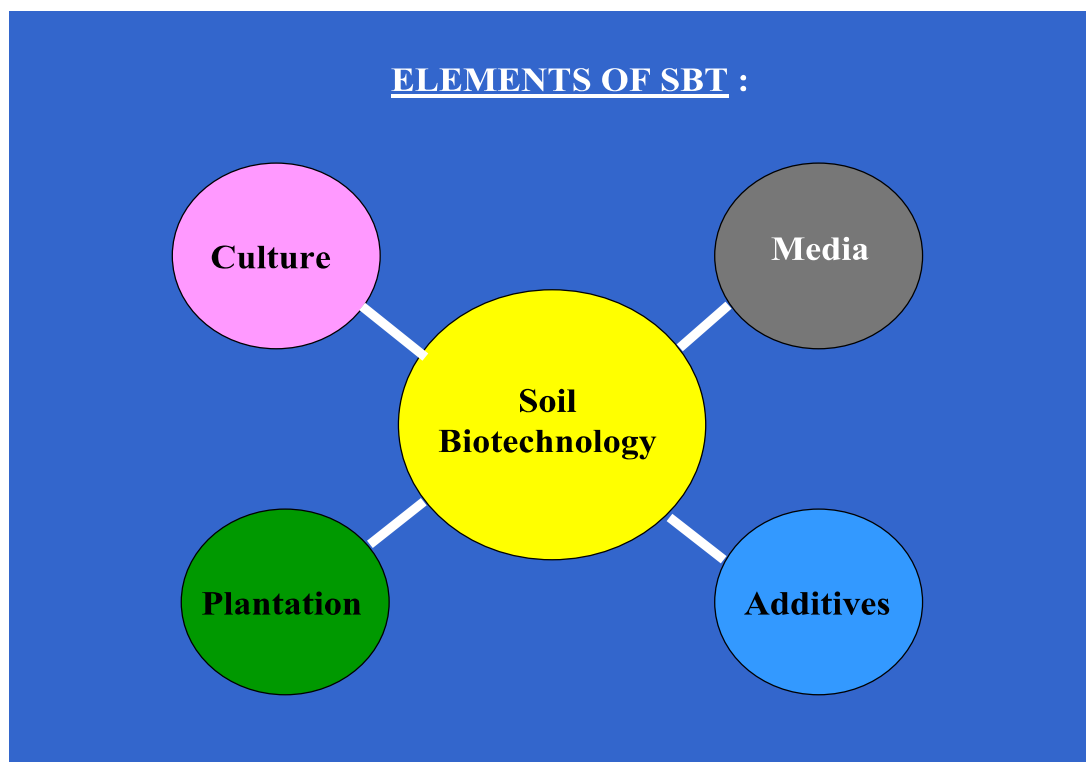 ELEMENTS OF SBT :
Culture
Media
Soil
Biotechnology
Plantation
Additives